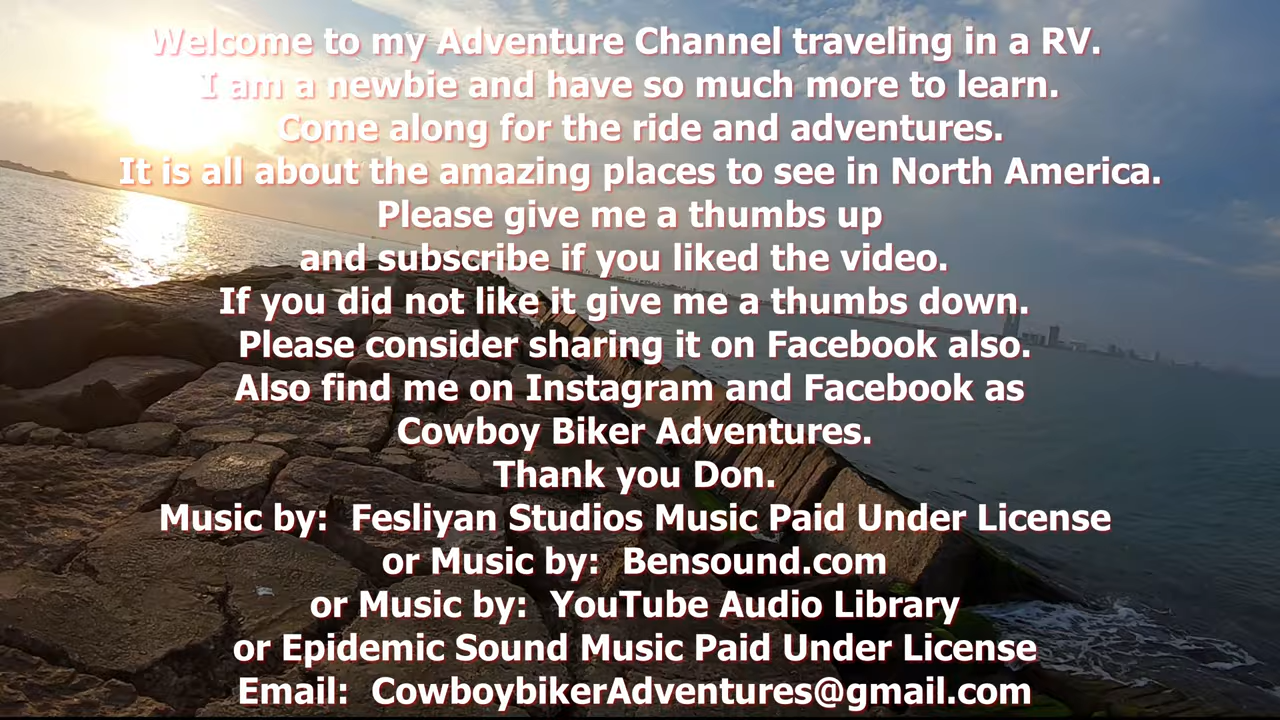 Welcome to my Adventure Channel traveling in a RV.
I am a newbie and have so much more to learn.
Come along for the ride and adventures.
It is all about the amazing places to see in North America.
Please give me a thumbs up
and subscribe if you liked the video.
If you did not like it give me a thumbs down.
Please consider sharing it on Facebook also.
Also find me on Instagram and Facebook as
Cowboy Biker Adventures.
Thank you Don.
Music by:  Fesliyan Studios Music Paid Under License
or Music by:  Bensound.com
or Music by:  YouTube Audio Library
or Epidemic Sound Music Paid Under License
Email:  CowboybikerAdventures@gmail.com